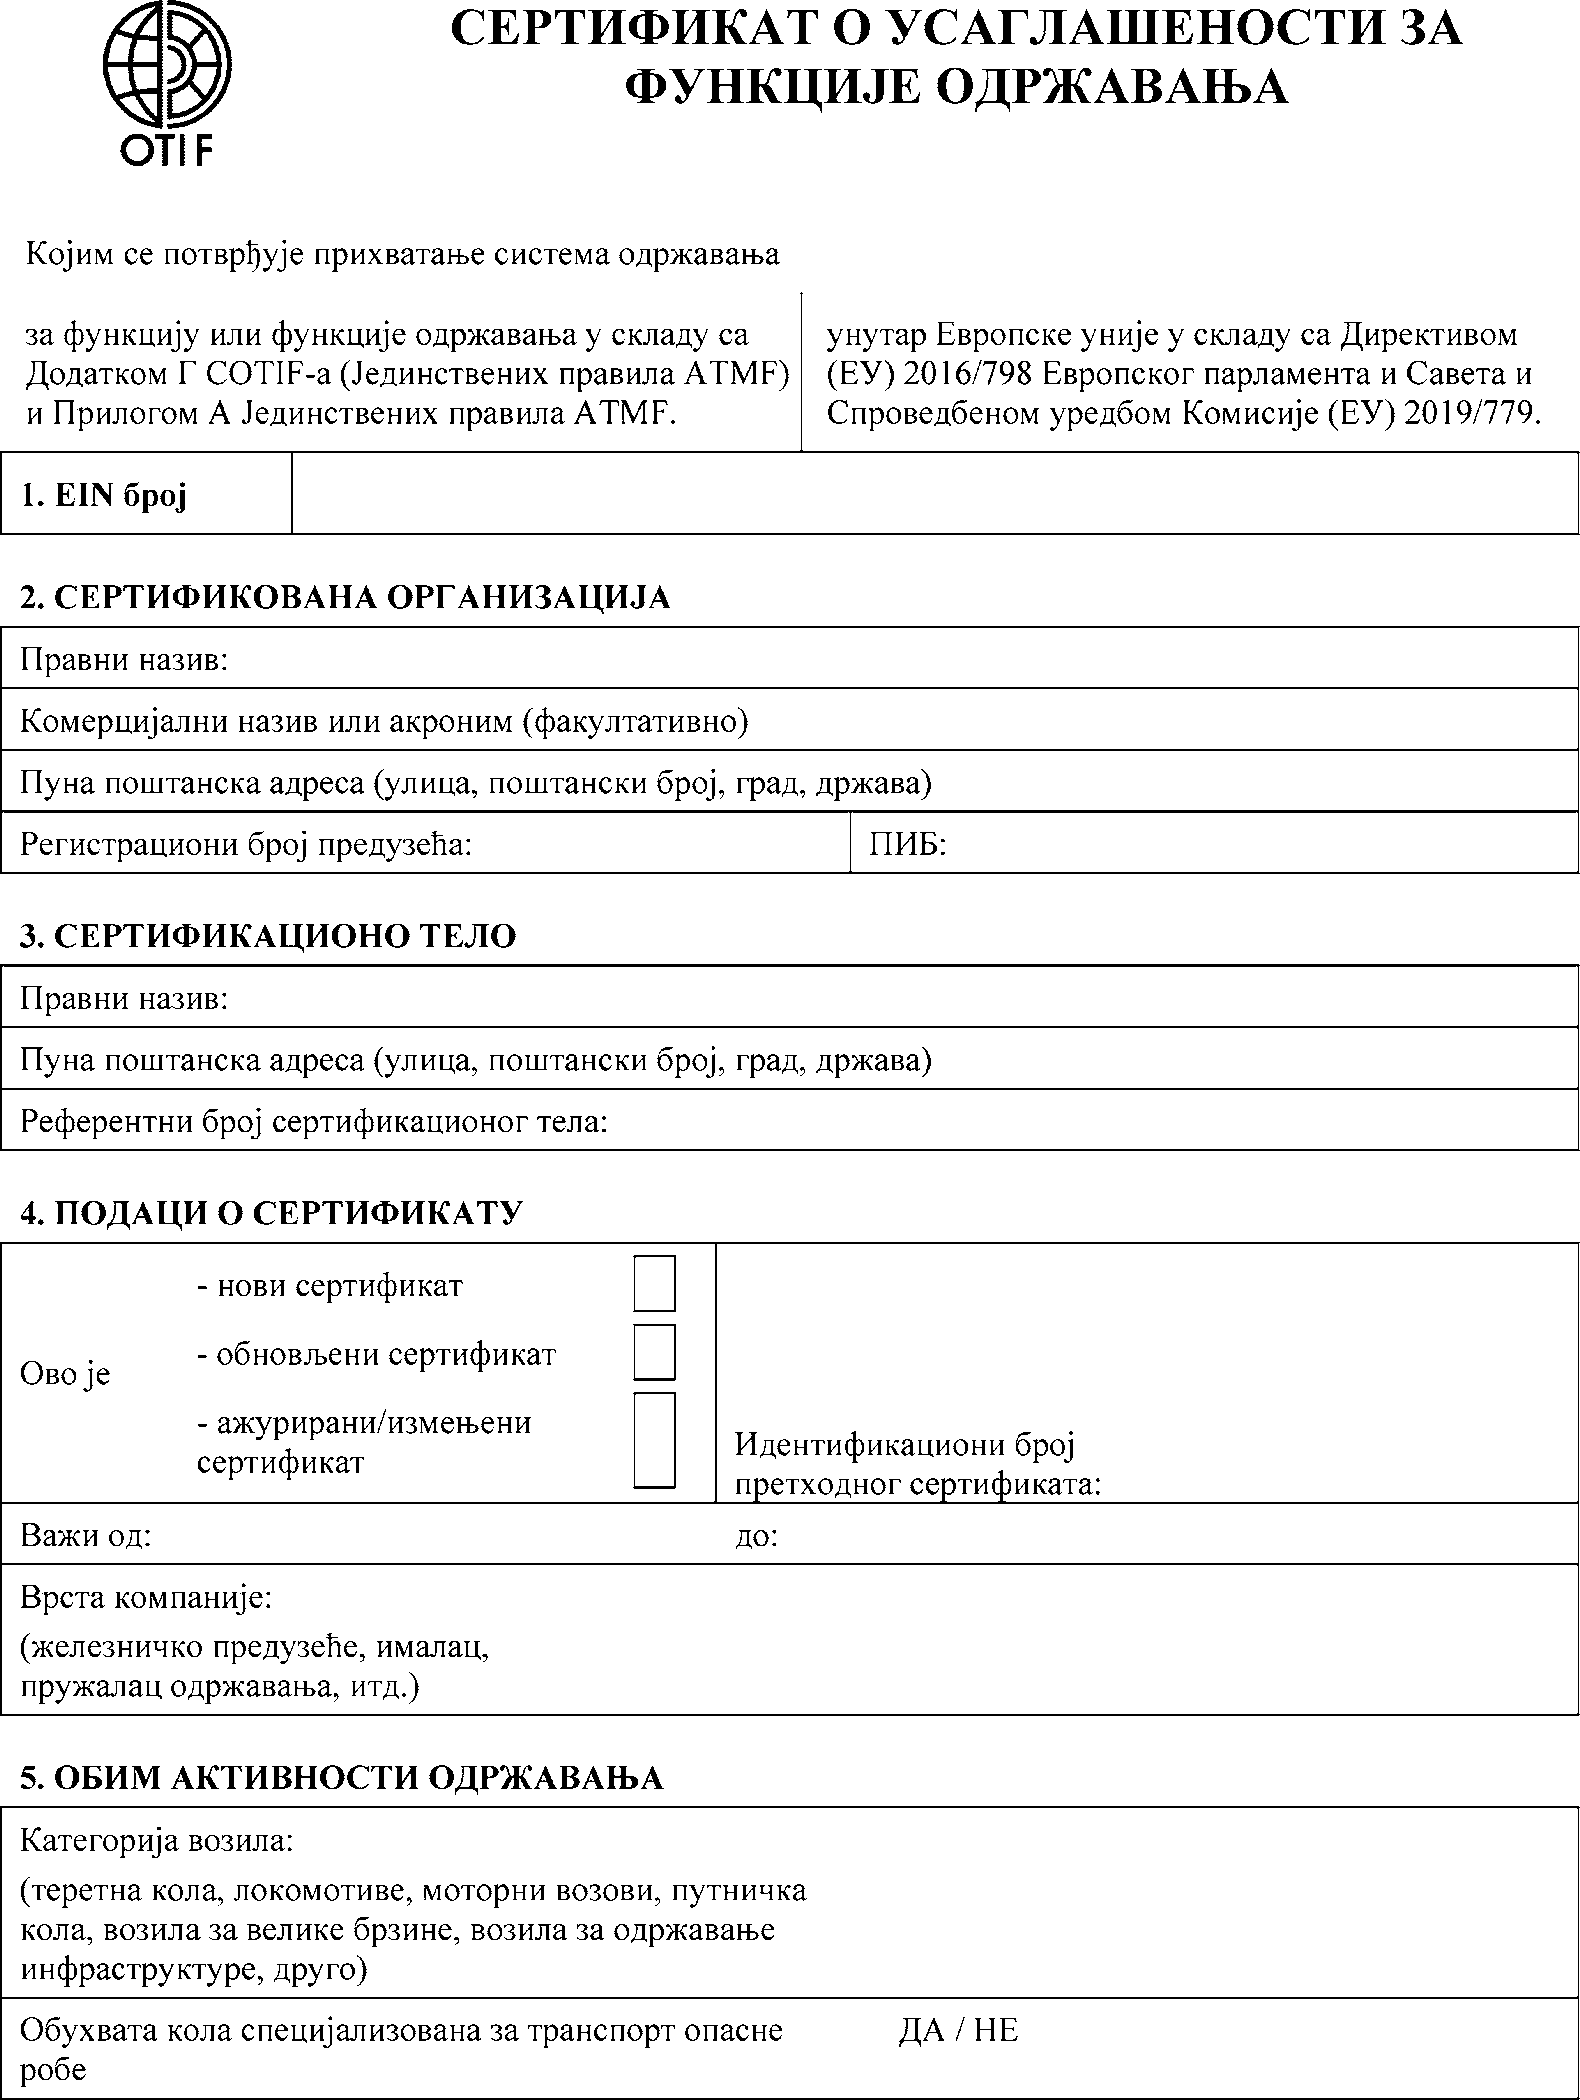 СЕРТИФИКАТ О УСАГЛАШЕНОСТИ ЗА
ФУНКЦИЈЕ ОДРЖАВАЊА
OTIF
Којим се потврђује прихватање система одржавања
за функцију или функције одржавања у складу са
Додатком Г COTIF-а (Јединствених правила ATMF)
и Прилогом А Јединствених правила ATMF.
унутар Европске уније у складу са Директивом
(ЕУ) 2016/798 Европског парламента и Савета и
Спроведбеном уредбом Комисије (ЕУ) 2019/779.
1. EIN број
2. СЕРТИФИКОВАНА ОРГАНИЗАЦИЈА
Правни назив:
Комерцијални назив или акроним (факултативно)
Пуна поштанска адреса (улица, поштански број, град, држава)
Регистрациони број предузећа: ПИБ:
3. СЕРТИФИКАЦИОНО ТЕЛО
Правни назив:
Пуна поштанска адреса (улица, поштански број, град, држава)
Референтни број сертификационог тела:
4. ПОДАЦИ О СЕРТИФИКАТУ
Ово је
- нови сертификат
- обновљени сертификат
- ажурирани/измењени
сертификат
Идентификациони број
претходног сертификата:
Важи од: до:
Врста компаније:
(железничко предузеће, ималац,
пружалац одржавања, итд.)
5. ОБИМ АКТИВНОСТИ ОДРЖАВАЊА
Категорија возила:
(теретна кола, локомотиве, моторни возови, путничка
кола, возила за велике брзине, возила за одржавање
инфраструктуре, друго)
Обухвата кола специјализована за транспорт опасне
робе
ДА / НЕ